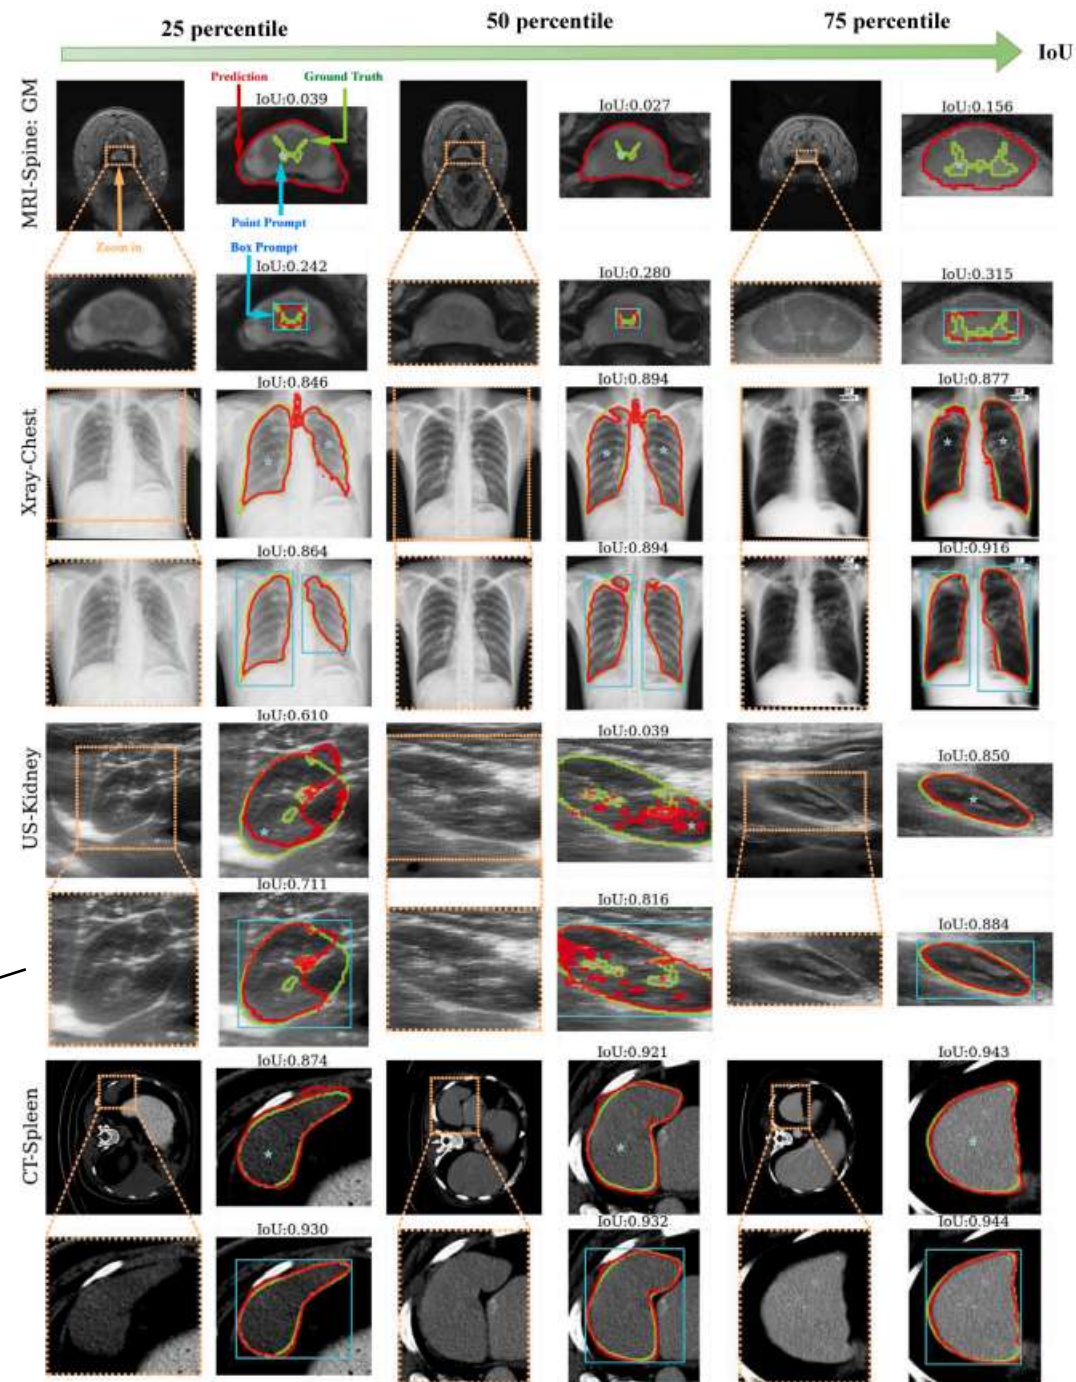 25 percentile
50 percentile
75 percentile
IoU
MRI-Spine: GM
Prediction
Ground Truth
IoU:0.039
IoU:0.027
IoU:0.156
Point Prompt
Zoom in
Box Prompt
IoU:0.242
IoU:0.280
IoU:0.315
Xray-Chest
IoU:0.846
IoU:0.894
IoU:0.877
IoU:0.864
IoU:0.894
IoU:0.916
US-Kidney
IoU:0.610
IoU:0.039
IoU:0.850
IoU:0.711
IoU:0.816
IoU:0.884
CT-Spleen
IoU:0.874
IoU:0.921
IoU:0.943
IoU:0.930
IoU:0.932
IoU:0.944